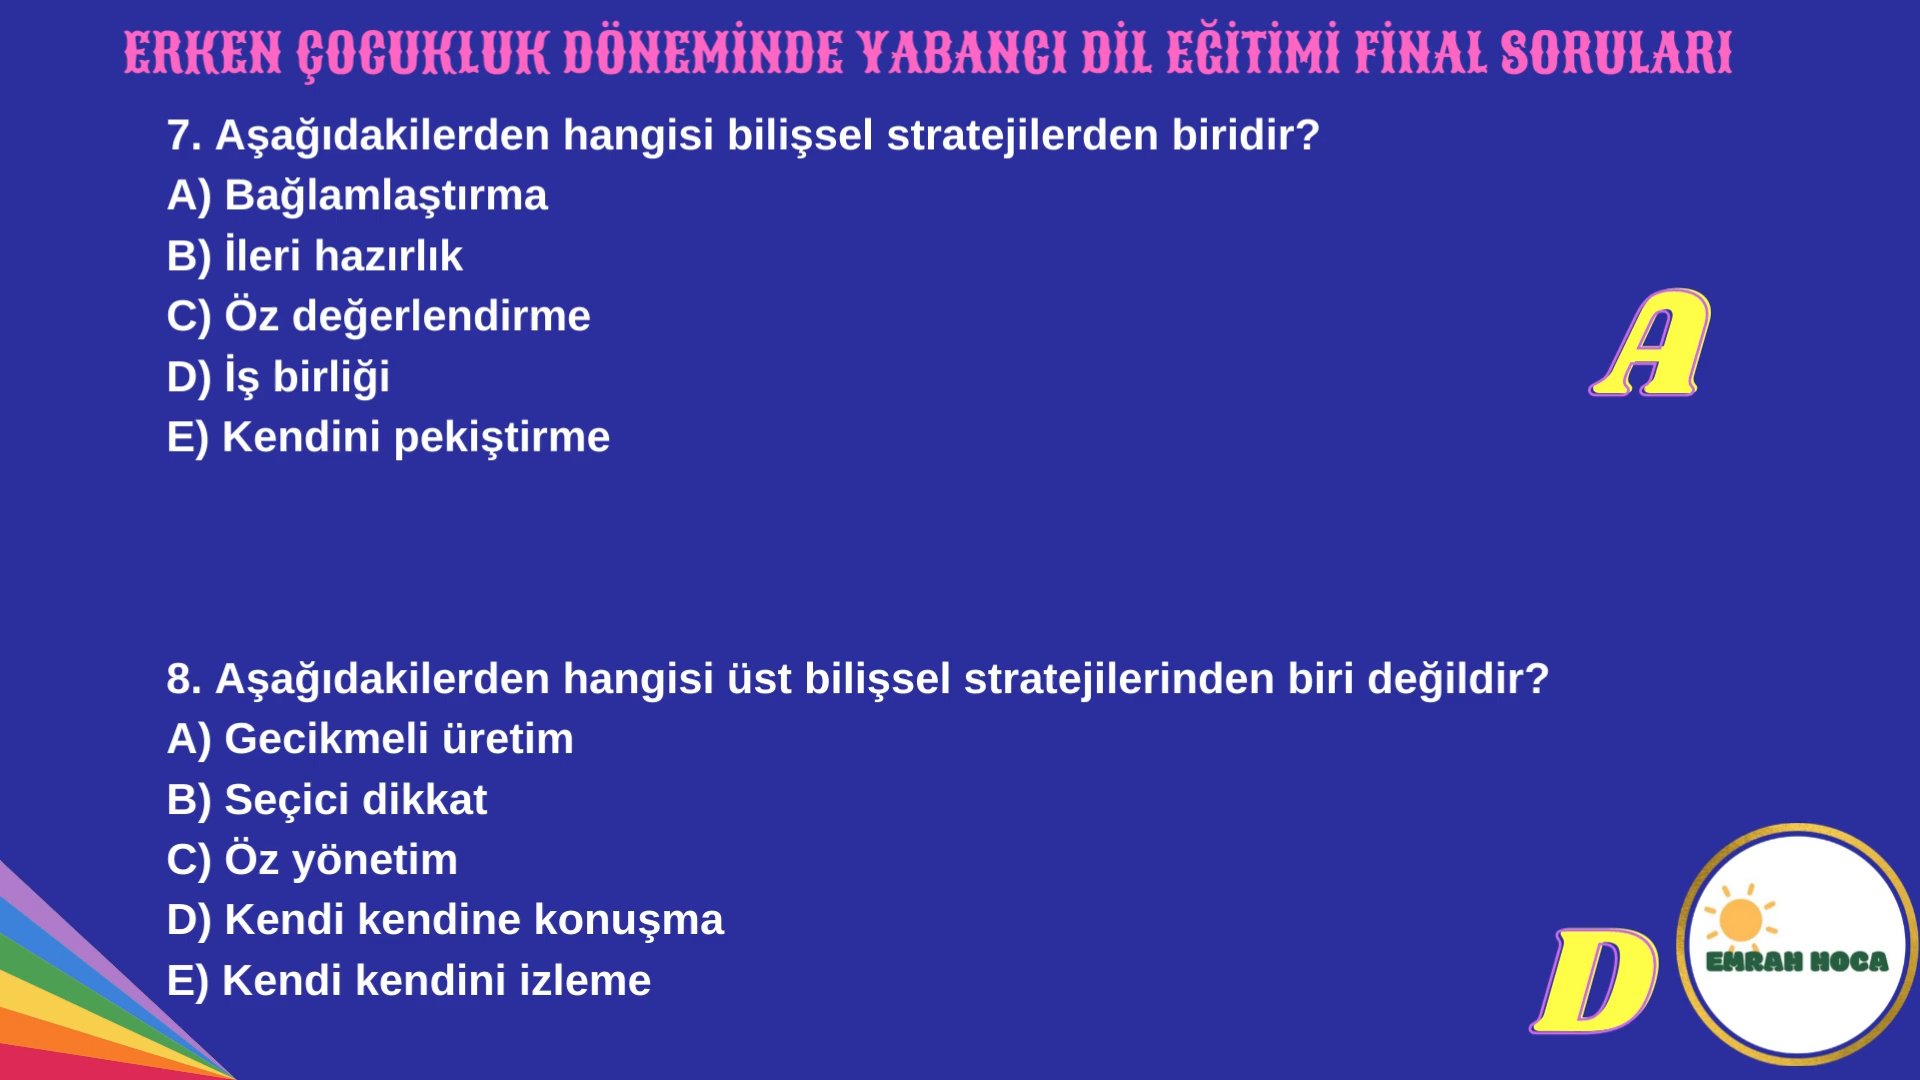 ERKEN ÇOCUKLUK DÖNEMİNDE YABANCI DİL EĞİTİMİ FİNAL SORULARI
7. Aşağıdakilerden hangisi bilişsel stratejilerden biridir?
A) Bağlamlaştırma
B) İleri hazırlık
C) Öz değerlendirme
D) İş birliği
E) Kendini pekiştirme
A
8. Aşağıdakilerden hangisi üst bilişsel stratejilerinden biri değildir?
A) Gecikmeli üretim
B) Seçici dikkat
C) Öz yönetim
D) Kendi kendine konuşma
E) Kendi kendini izleme
D
EMRAH HOCA